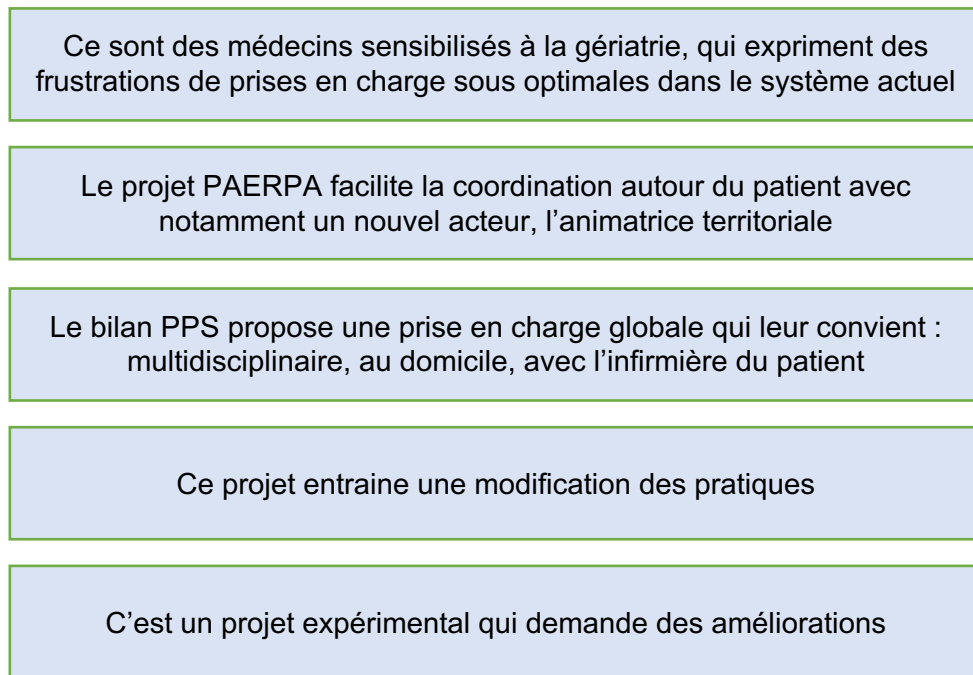 Ce sont des médecins sensibilisés à la gériatrie, qui expriment des
frustrations de prises en charge sous optimales dans le système actuel
Le projet PAERPA facilite la coordination autour du patient avec
notamment un nouvel acteur, l’animatrice territoriale
Le bilan PPS propose une prise en charge globale qui leur convient :
multidisciplinaire, au domicile, avec l’infirmière du patient
Ce projet entraine une modification des pratiques
C’est un projet expérimental qui demande des améliorations